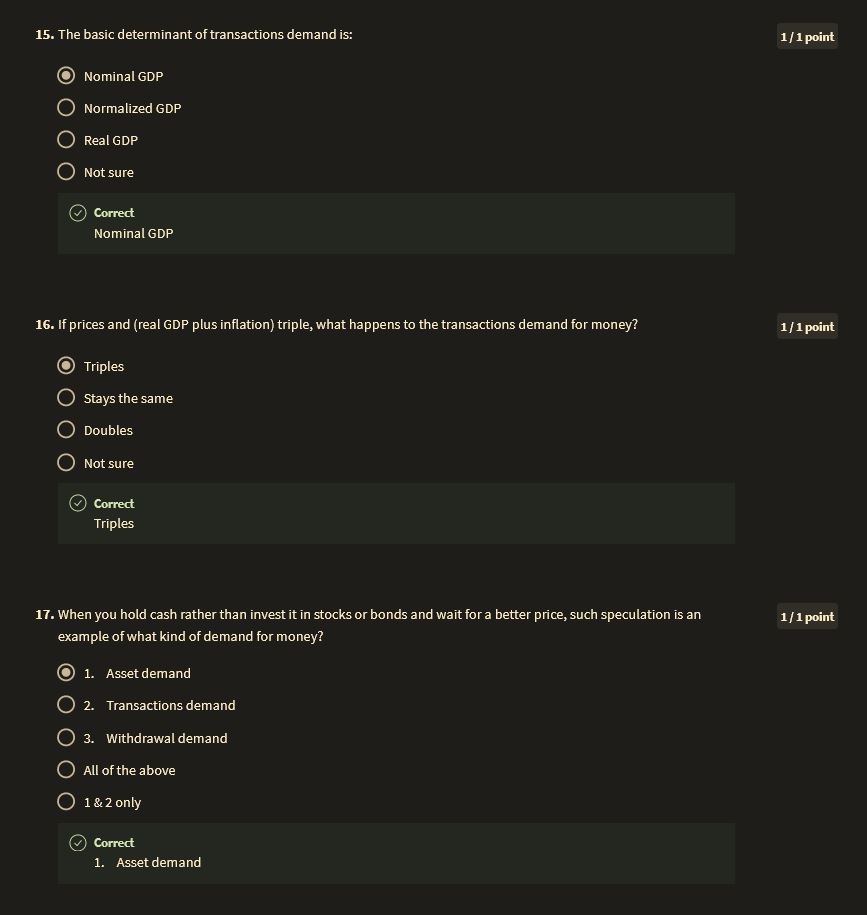 15. The basic determinant of transactions demand is:
1 / 1 point
Nominal GDP
Normalized GDP
Real GDP
Not sure
Correct
Nominal GDP
16. If prices and (real GDP plus inflation) triple, what happens to the transactions demand for money?
1 / 1 point
Triples
Stays the same
Doubles
Not sure
Correct
Triples
17. When you hold cash rather than invest it in stocks or bonds and wait for a better price, such speculation is an
example of what kind of demand for money?
1 / 1 point
1. Asset demand
2. Transactions demand
3. Withdrawal demand
All of the above
1 & 2 only
Correct
1. Asset demand